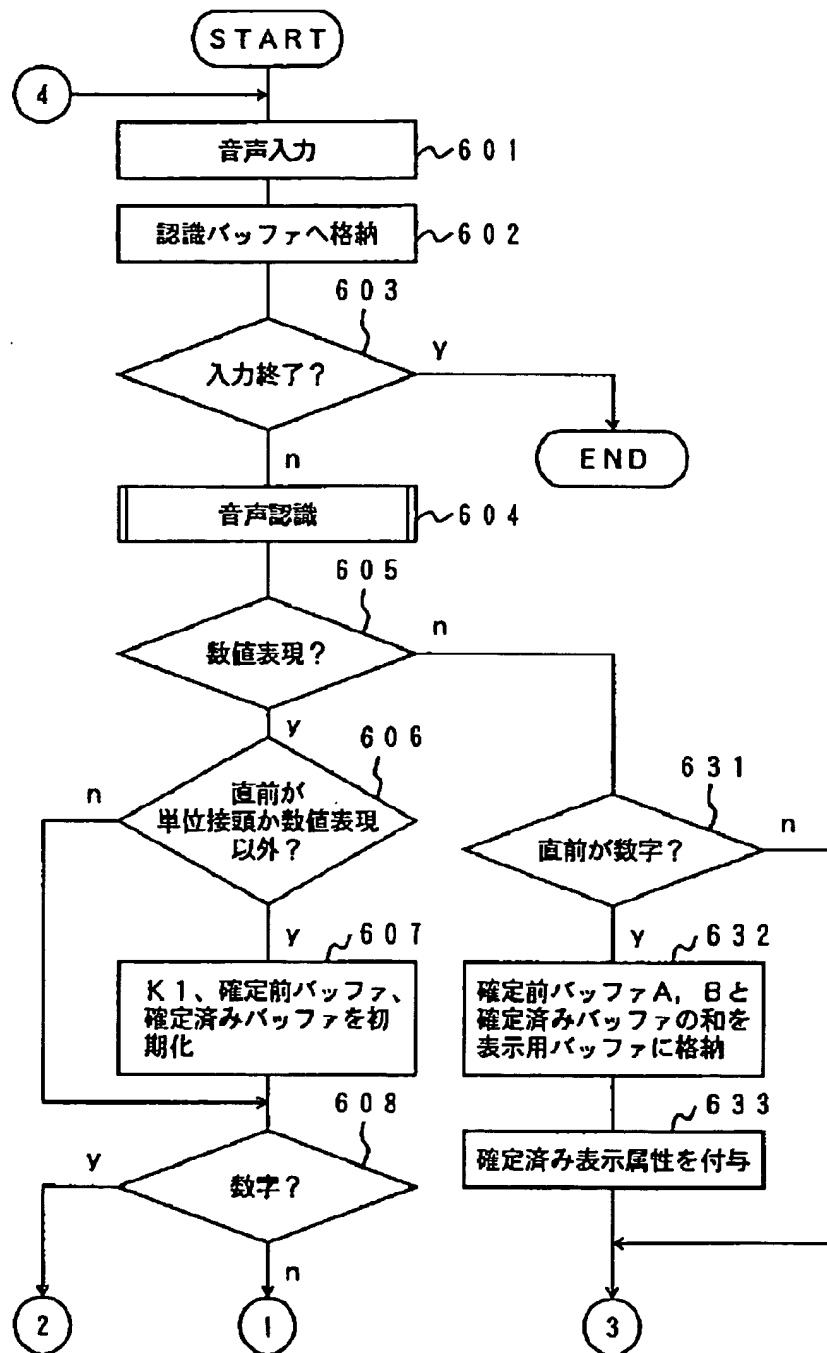 START
4
音声入力
601
認識バッファへ格納
602
603
入力終了?
y
END
n
音声認識
604
605
数値表現?
n
y
606
直前が
単位接頭か数値表現
以外?
n
y
607
K1、確定前バッファ、
確定済みバッファを初
期化
608
数字?
y
n
2
1
631
直前が数字?
n
y
632
確定前バッファA, Bと
確定済みバッファの和を
表示用バッファに格納
633
確定済み表示属性を付与
3